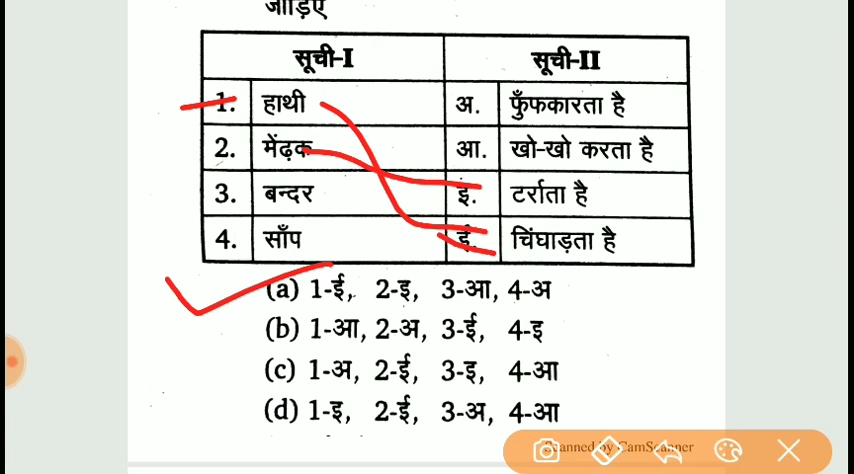 जोड़िए
सूची-I सूची-II
1. हाथी अ. फुँफकारता है
2. मेंढ़क आ. खो-खो करता है
3. बन्दर इ. टर्राता है
4. साँप ई. चिंघाड़ता है
(a) 1-ई, 2-इ, 3-आ, 4-अ
(b) 1-आ, 2-अ, 3-ई, 4-इ
(c) 1-अ, 2-ई, 3-इ, 4-आ
(d) 1-इ, 2-ई, 3-अ, 4-आ
Scanned by CamScanner